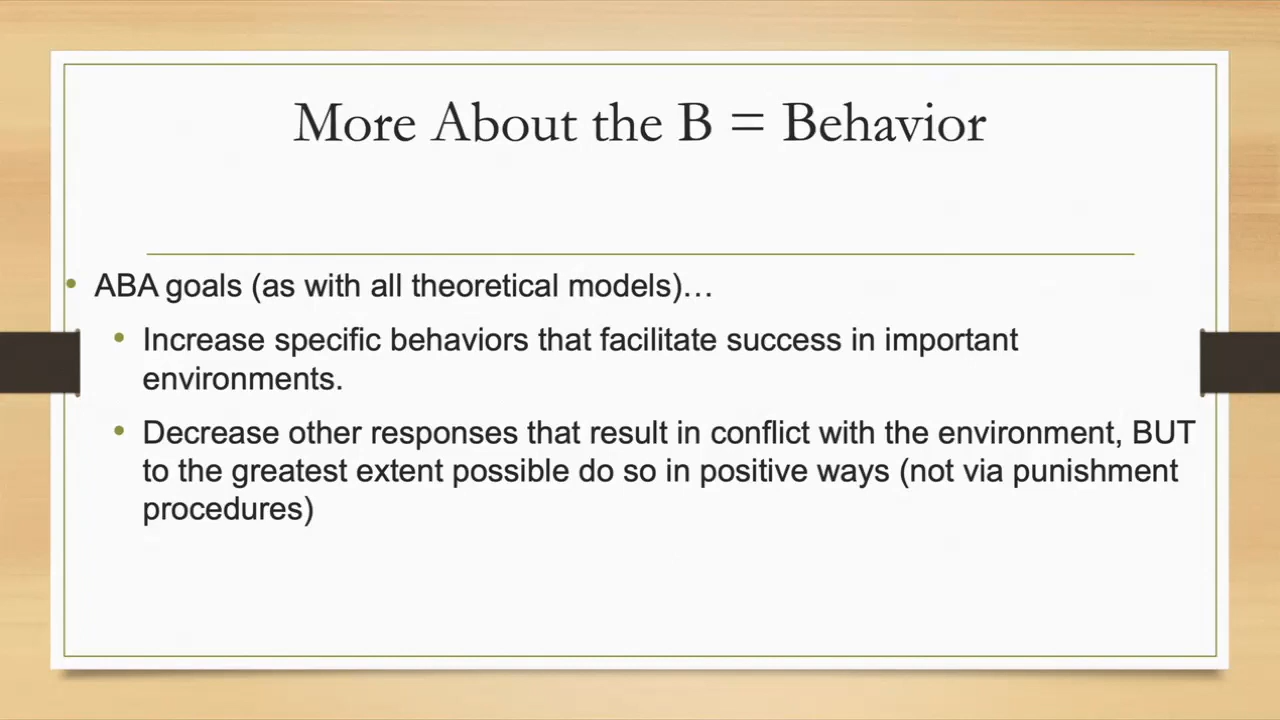 More About the B = Behavior
• ABA goals (as with all theoretical models)…
• Increase specific behaviors that facilitate success in important
environments.
• Decrease other responses that result in conflict with the environment, BUT
to the greatest extent possible do so in positive ways (not via punishment
procedures)